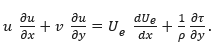 u ∂u/∂x + v ∂u/∂y = U_e dU_e/dx + 1/ρ ∂τ/∂y.